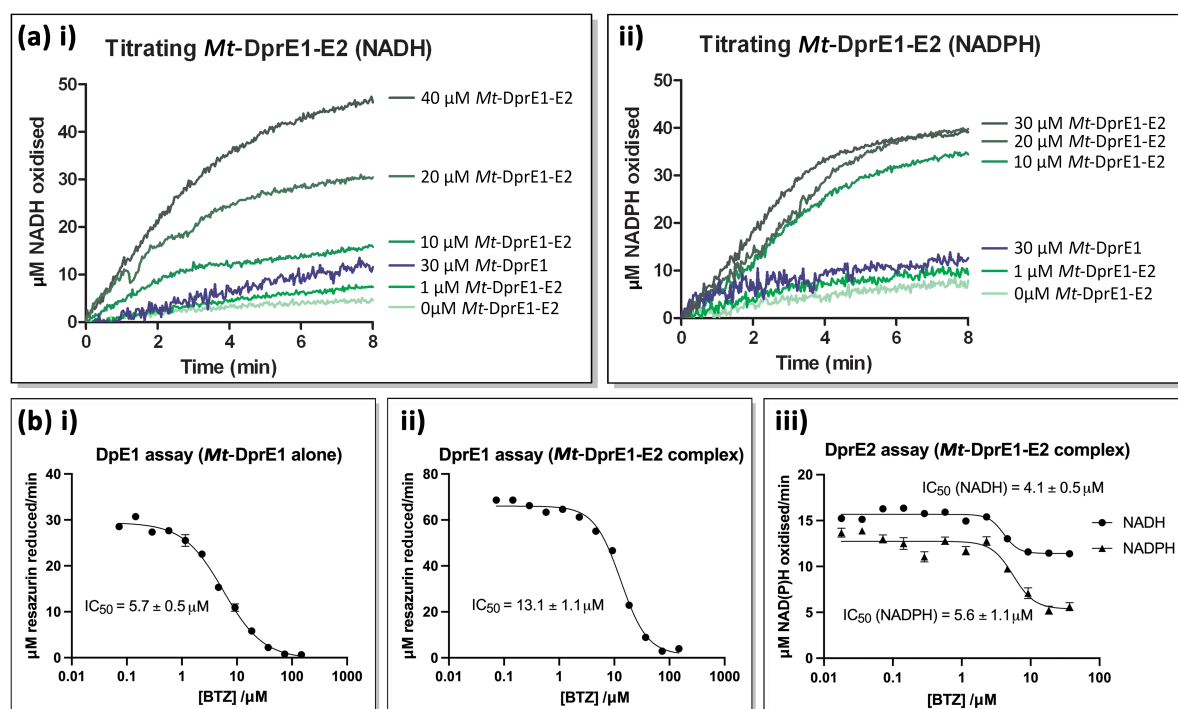 (a) i)
Titrating Mt-DprE1-E2 (NADH)
µM NADH oxidised
50
40
30
20
10
0
0 2 4 6 8
Time (min)
40 µM Mt-DprE1-E2
20 µM Mt-DprE1-E2
10 µM Mt-DprE1-E2
30 µM Mt-DprE1
1 µM Mt-DprE1-E2
0µM Mt-DprE1-E2
ii)
Titrating Mt-DprE1-E2 (NADPH)
µM NADPH oxidised
50
40
30
20
10
0
0 2 4 6 8
Time (min)
30 µM Mt-DprE1-E2
20 µM Mt-DprE1-E2
10 µM Mt-DprE1-E2
30 µM Mt-DprE1
1 µM Mt-DprE1-E2
0µM Mt-DprE1-E2
(b) i)
DpE1 assay (Mt-DprE1 alone)
µM resazurin reduced/min
40
30
20
10
0
IC50 = 5.7 ± 0.5 µM
0.01 0.1 1 10 100 1000
[BTZ] /µM
ii)
DprE1 assay (Mt-DprE1-E2 complex)
µM resazurin reduced/min
80
60
40
20
0
IC50 = 13.1 ± 1.1 µM
0.01 0.1 1 10 100 1000
[BTZ] /µM
iii)
DprE2 assay (Mt-DprE1-E2 complex)
µM NAD(P)H oxidised/min
20
15
10
5
0
IC50 (NADH) = 4.1 ± 0.5 µM
IC50 (NADPH) = 5.6 ± 1.1 µM
NADH
NADPH
0.01 0.1 1 10 100
[BTZ] /µM